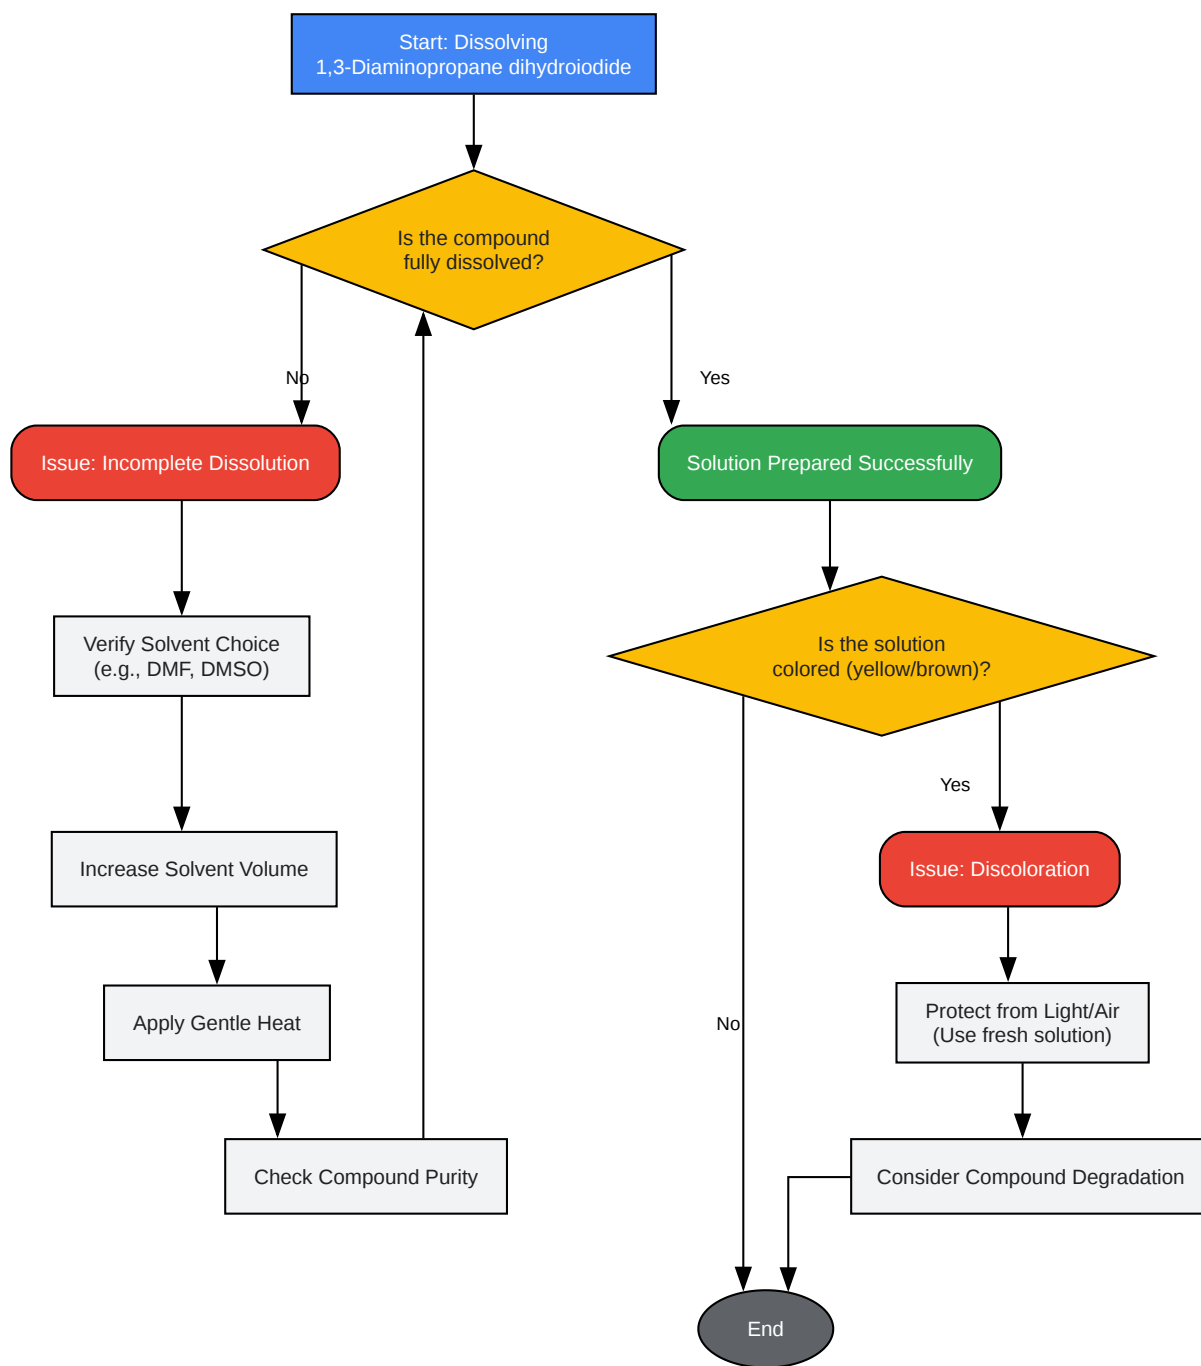 Start: Dissolving
1,3-Diaminopropane dihydroiodide
Is the compound
fully dissolved?
No
Yes
Issue: Incomplete Dissolution
Solution Prepared Successfully
Verify Solvent Choice
(e.g., DMF, DMSO)
Is the solution
colored (yellow/brown)?
Yes
Increase Solvent Volume
Issue: Discoloration
Apply Gentle Heat
No
Protect from Light/Air
(Use fresh solution)
Check Compound Purity
Consider Compound Degradation
End